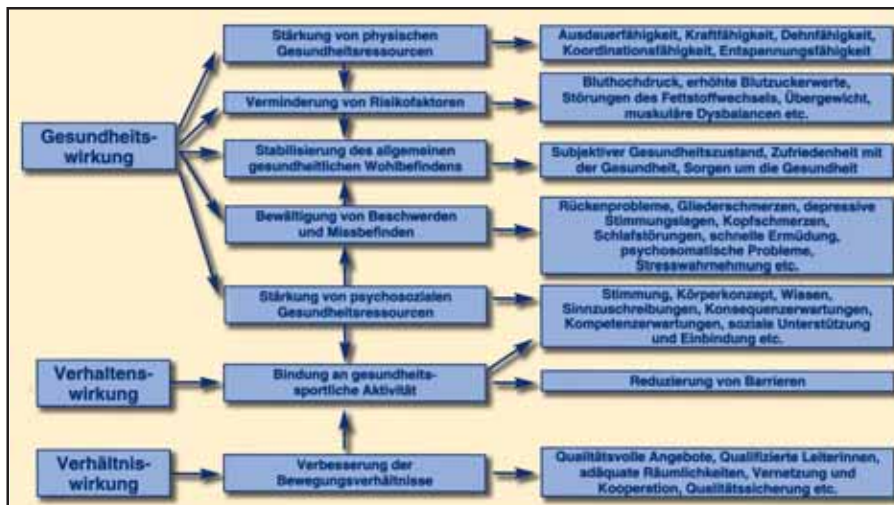 Gesundheits-
wirkung
Stärkung von physischen
Gesundheitsressourcen
Ausdauerfähigkeit, Kraftfähigkeit, Dehnfähigkeit,
Koordinationsfähigkeit, Entspannungsfähigkeit
Verminderung von Risikofaktoren
Bluthochdruck, erhöhte Blutzuckerwerte,
Störungen des Fettstoffwechsels, Übergewicht,
muskuläre Dysbalancen etc.
Stabilisierung des allgemeinen
gesundheitlichen Wohlbefindens
Subjektiver Gesundheitszustand, Zufriedenheit mit
der Gesundheit, Sorgen um die Gesundheit
Bewältigung von Beschwerden
und Missbefinden
Rückenprobleme, Gliederschmerzen, depressive
Stimmungslagen, Kopfschmerzen,
Schlafstörungen, schnelle Ermüdung,
psychosomatische Probleme,
Stresswahrnehmung etc.
Stärkung von psychosozialen
Gesundheitsressourcen
Stimmung, Körperkonzept, Wissen,
Sinnzuschreibungen, Konsequenzerwartungen,
Kompetenzerwartungen, soziale Unterstützung
und Einbindung etc.
Verhaltens-
wirkung
Bindung an gesundheits-
sportliche Aktivität
Reduzierung von Barrieren
Verhältnis-
wirkung
Verbesserung der
Bewegungsverhältnisse
Qualitätsvolle Angebote, Qualifizierte LeiterInnen,
adäquate Räumlichkeiten, Vernetzung und
Kooperation, Qualitätssicherung etc.